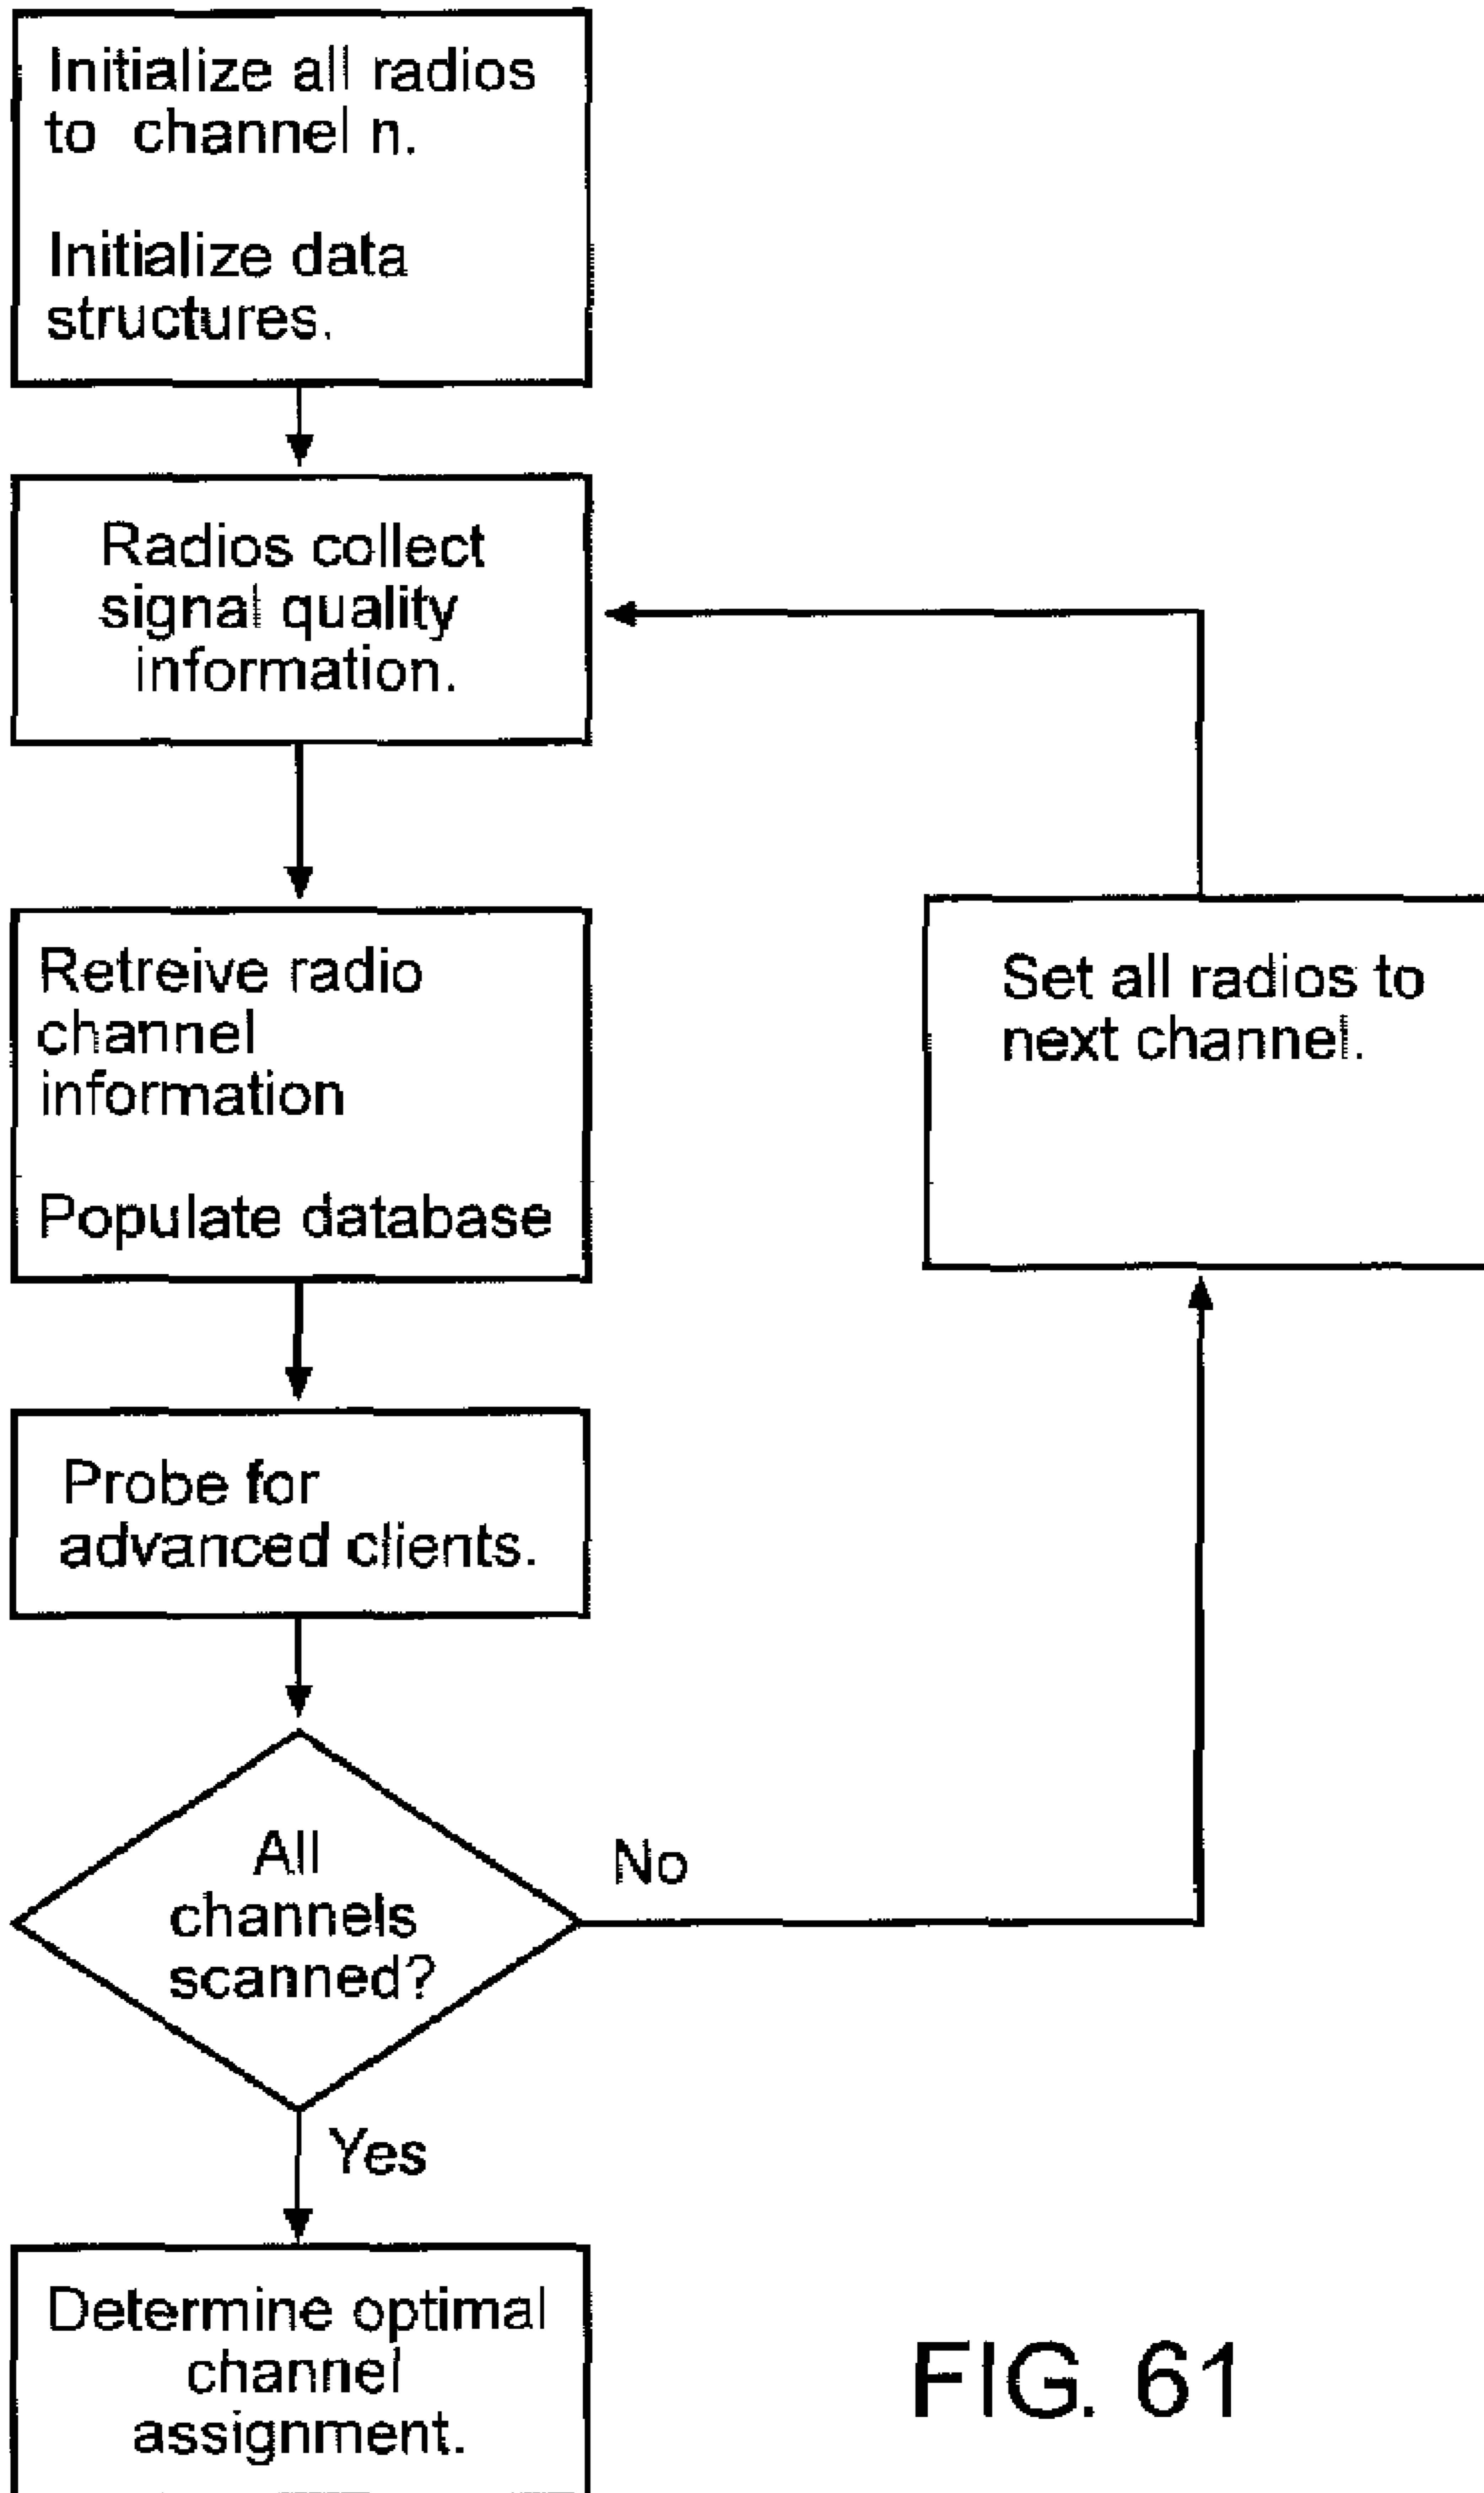 Initialize all radios
to channel n.
Initialize data
structures.
Radios collect
signal quality
information.
Retreive radio
channel
information
Populate database
Set all radios to
next channel.
Probe for
advanced clients.
All
channels
scanned?
No
Yes
Determine optimal
channel
assignment.
FIG. 61